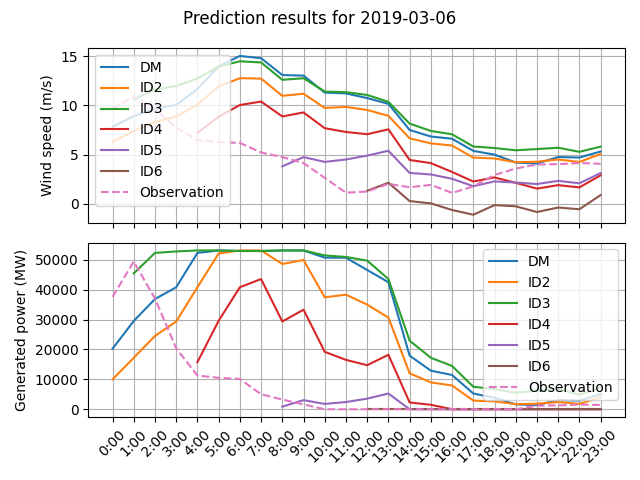 Prediction results for 2019-03-06
Wind speed (m/s)
15
10
5
0
DM
ID2
ID3
ID4
ID5
ID6
Observation
Generated power (MW)
50000
40000
30000
20000
10000
0
DM
ID2
ID3
ID4
ID5
ID6
Observation
0:00 1:00 2:00 3:00 4:00 5:00 6:00 7:00 8:00 9:00 10:00 11:00 12:00 13:00 14:00 15:00 16:00 17:00 18:00 19:00 20:00 21:00 22:00 23:00